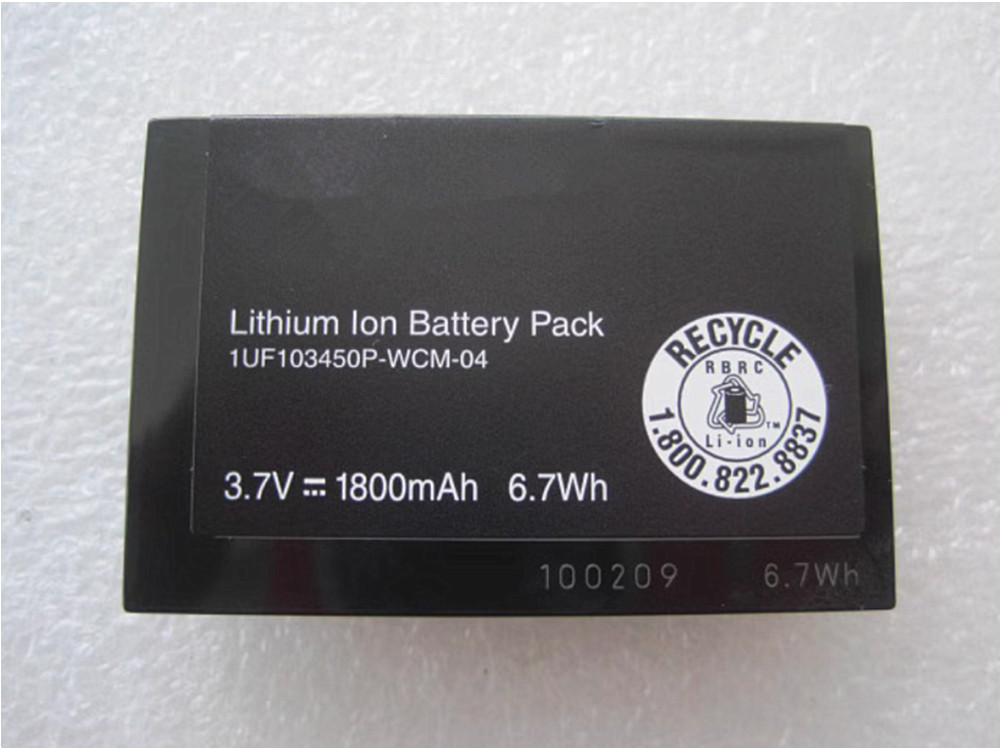 Lithium Ion Battery Pack
1UF103450P-WCM-04
3.7V ⎓ 1800mAh 6.7Wh
RECYCLE
RBRC
TM
Li-ion
1.800.822.8837
100209 6.7Wh